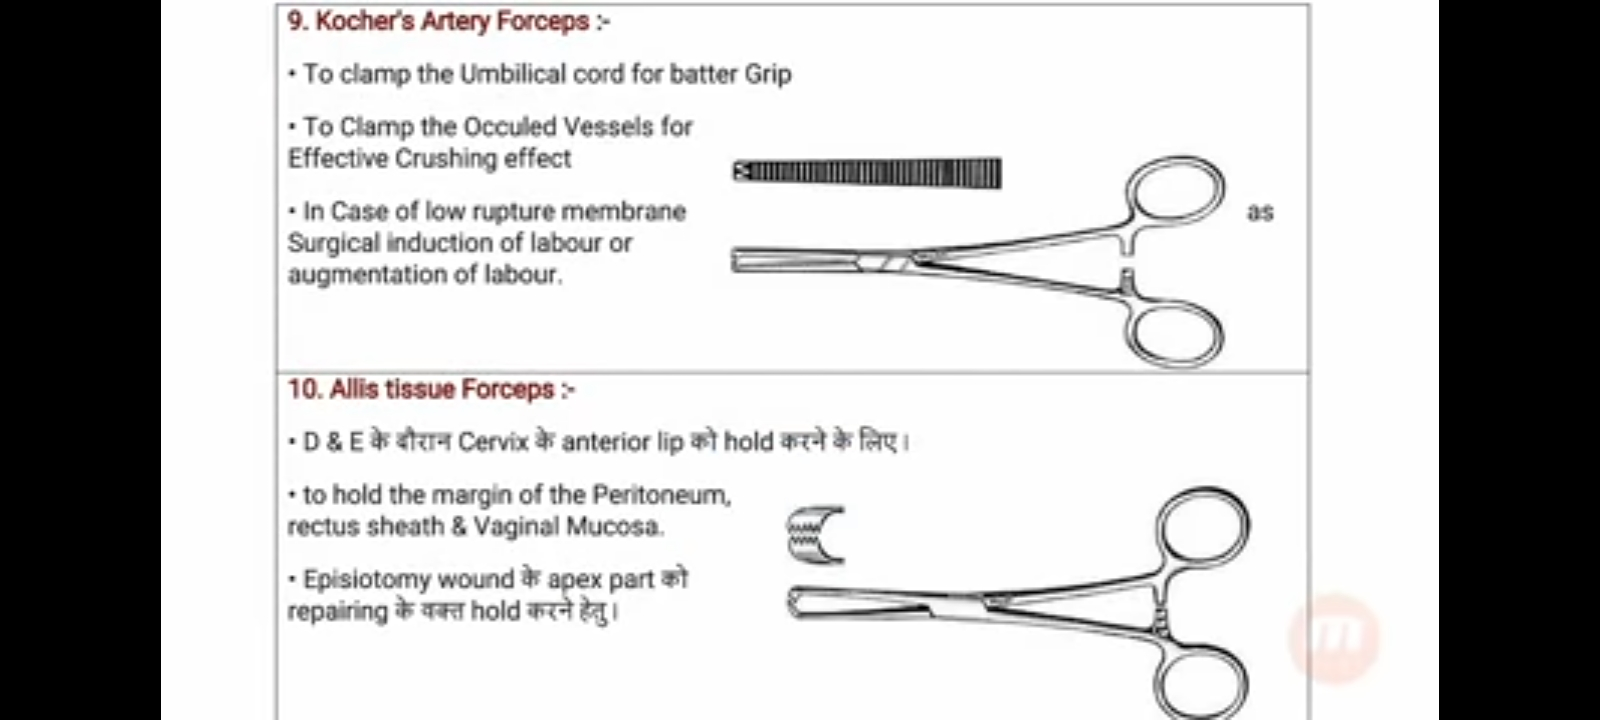 9. Kocher's Artery Forceps :-
• To clamp the Umbilical cord for batter Grip
• To Clamp the Occuled Vessels for
Effective Crushing effect
• In Case of low rupture membrane as
Surgical induction of labour or
augmentation of labour.
10. Allis tissue Forceps :-
• D & E के दौरान Cervix के anterior lip को hold करने के लिए।
• to hold the margin of the Peritoneum,
rectus sheath & Vaginal Mucosa.
• Episiotomy wound के apex part को
repairing के वक्त hold करने हेतु।